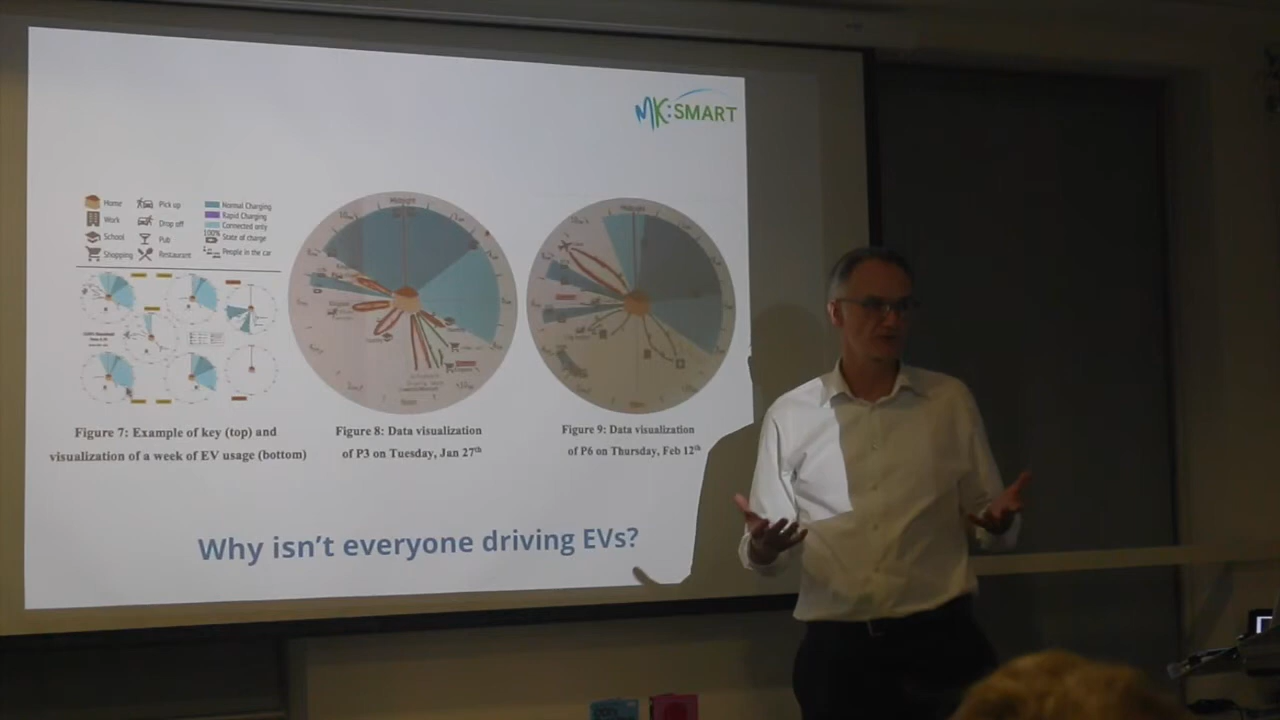 MK:SMART
Home
Pick up
Normal Charging
Work
Drop off
Rapid Charging
Connected only
School
Pub
100%
State of charge
Shopping
Restaurant
People in the car
Midnight
Midnight
Figure 7: Example of key (top) and
visualization of a week of EV usage (bottom)
Figure 8: Data visualization
of P3 on Tuesday, Jan 27th
Figure 9: Data visualization
of P6 on Thursday, Feb 12th
Why isn't everyone driving EVs?